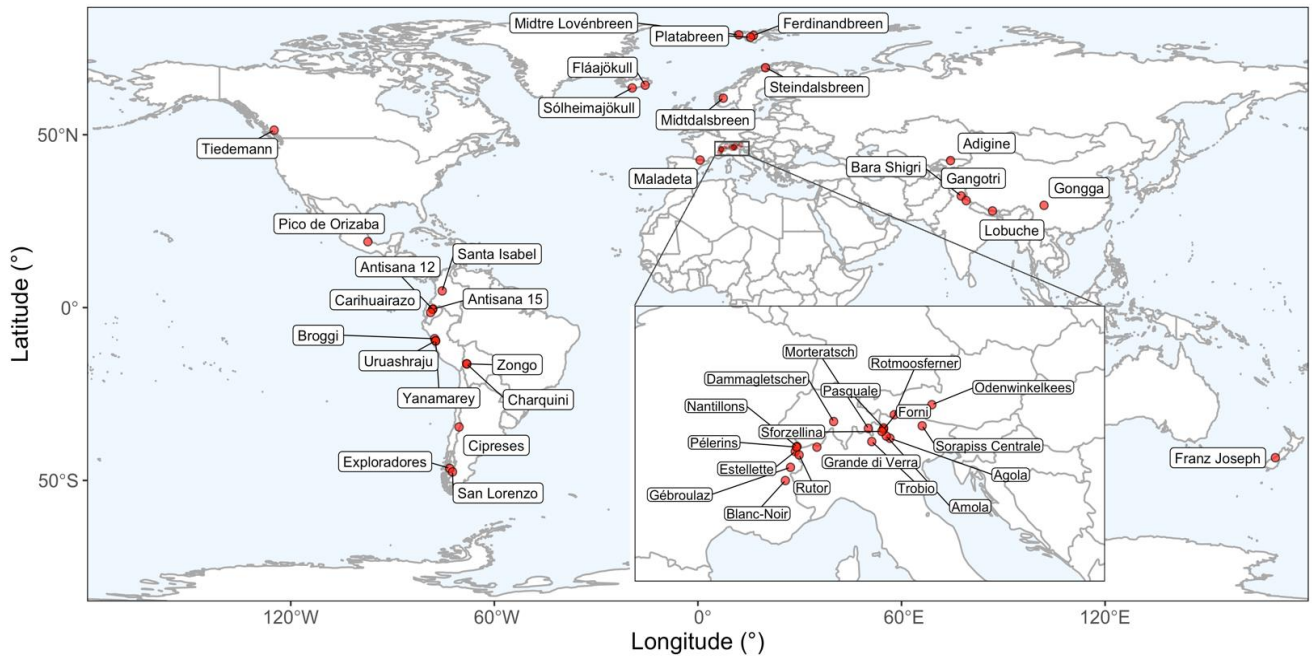 Midtre Lovénbreen
Ferdinandbreen
Platabreen
Fláajökull
Steindalsbreen
Sólheimajökull
Midtdalsbreen
50°N
Tiedemann
Adigine
Bara Shigri
Maladeta
Gangotri
Gongga
Pico de Orizaba
Lobuche
Santa Isabel
Antisana 12
Carihuairazo
Antisana 15
0°
Broggi
Uruashraju
Zongo
Yanamarey
Charquini
Cipreses
Exploradores
San Lorenzo
50°S
Franz Joseph
Morteratsch
Rotmoosferner
Dammagletscher
Pasquale
Odenwinkelkees
Nantillons
Forni
Sforzellina
Pélerins
Sorapiss Centrale
Grande di Verra
Estellette
Agola
Rutor
Trobio
Gébroulaz
Amola
Blanc-Noir
Latitude (°)
120°W
60°W
0°
60°E
120°E
Longitude (°)